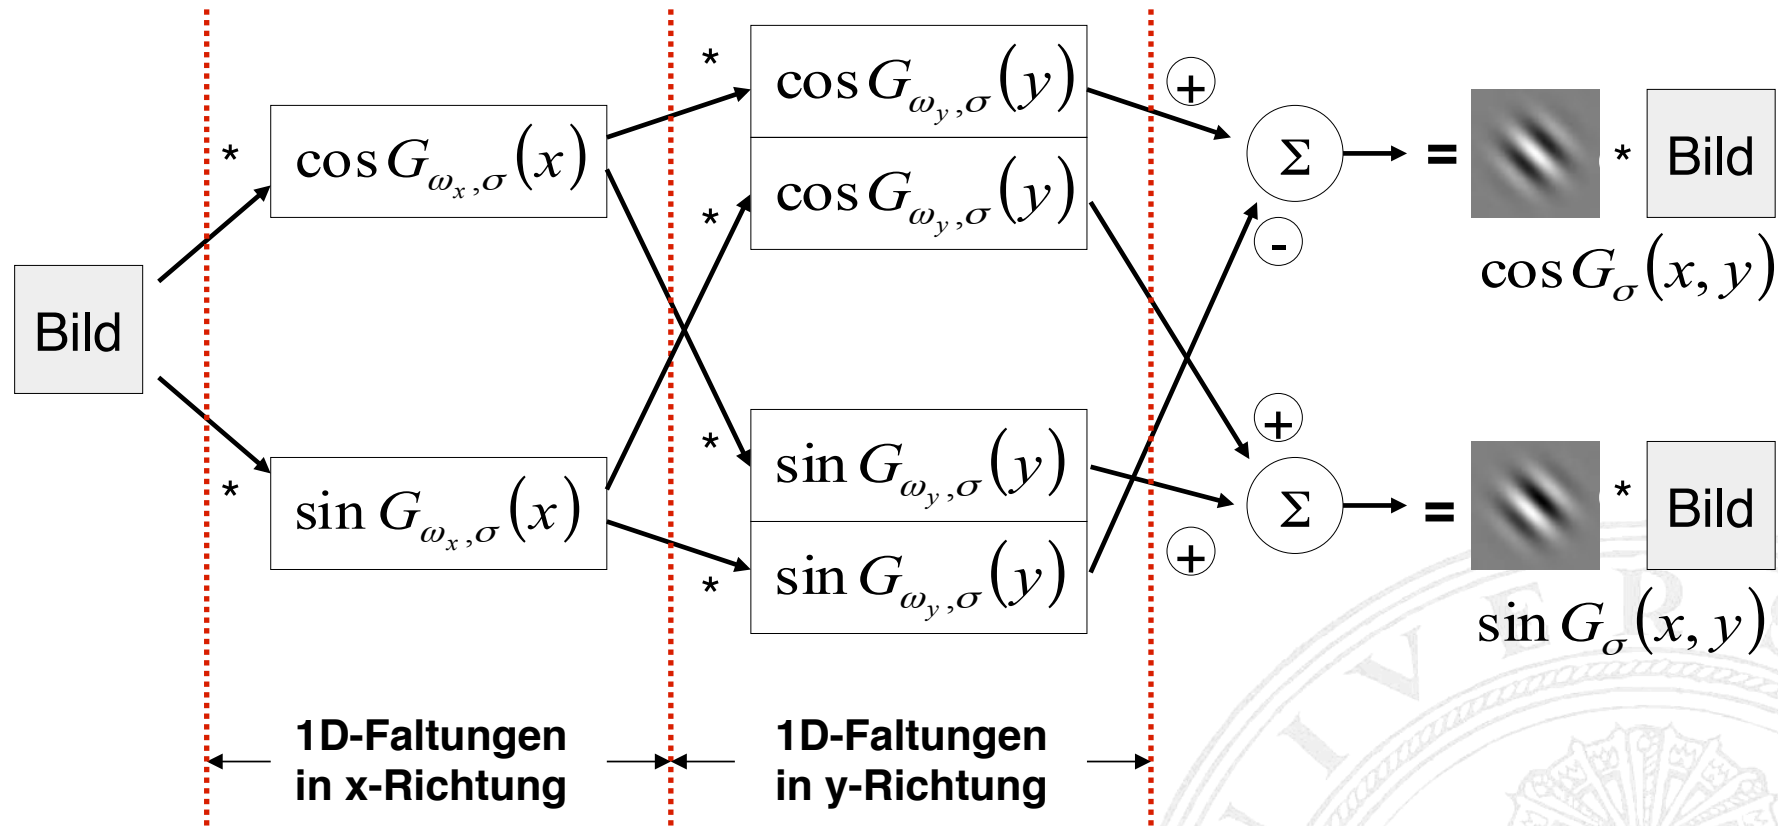 Bild
*
*
cos G_{ω_x,σ}(x)
sin G_{ω_x,σ}(x)
*
*
*
*
cos G_{ω_y,σ}(y)
cos G_{ω_y,σ}(y)
sin G_{ω_y,σ}(y)
sin G_{ω_y,σ}(y)
+
-
Σ
= * Bild
cos G_σ(x, y)
+
+
Σ
= * Bild
sin G_σ(x, y)
1D-Faltungen
in x-Richtung
1D-Faltungen
in y-Richtung
I V E R S